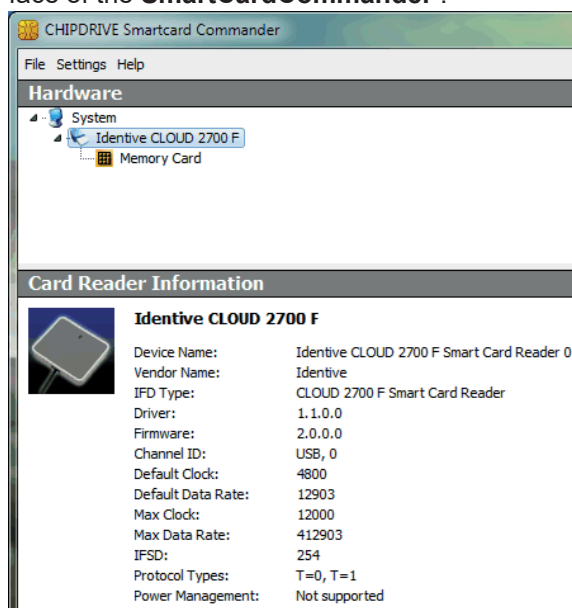 face of the SmartCardCommander .
CHIPDRIVE Smartcard Commander
File Settings Help
Hardware
System
Identive CLOUD 2700 F
Memory Card
Card Reader Information
Identive CLOUD 2700 F
Device Name: Identive CLOUD 2700 F Smart Card Reader 0
Vendor Name: Identive
IFD Type: CLOUD 2700 F Smart Card Reader
Driver: 1.1.0.0
Firmware: 2.0.0.0
Channel ID: USB, 0
Default Clock: 4800
Default Data Rate: 12903
Max Clock: 12000
Max Data Rate: 412903
IFSD: 254
Protocol Types: T=0, T=1
Power Management: Not supported